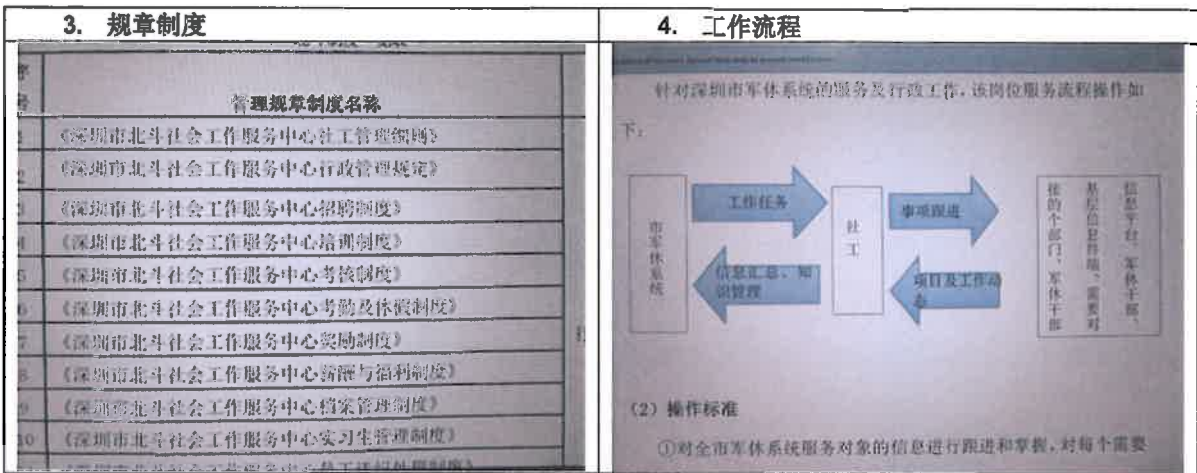 3. 规章制度
序
号
管理规章制度名称
1 《深圳市北斗社会工作服务中心社工管理细则》
2 《深圳市北斗社会工作服务中心行政管理规定》
3 《深圳市北斗社会工作服务中心招聘制度》
4 《深圳市北斗社会工作服务中心培训制度》
5 《深圳市北斗社会工作服务中心考核制度》
6 《深圳市北斗社会工作服务中心考勤及休假制度》
7 《深圳市北斗社会工作服务中心奖励制度》
8 《深圳市北斗社会工作服务中心薪酬与福利制度》
9 《深圳市北斗社会工作服务中心档案管理制度》
10 《深圳市北斗社会工作服务中心实习生管理制度》
4. 工作流程
针对深圳市军休系统的服务及行政工作，该岗位服务流程操作如
下：
市军休系统
工作任务
信息汇总、知
识管理
社工
事项跟进
项目及工作动
态
信息平台、军休干部、
基层位显终端、需要对
接的个部门、军休干部
（2）操作标准
①对全市军休系统服务对象的信息进行跟进和掌握，对每个需要